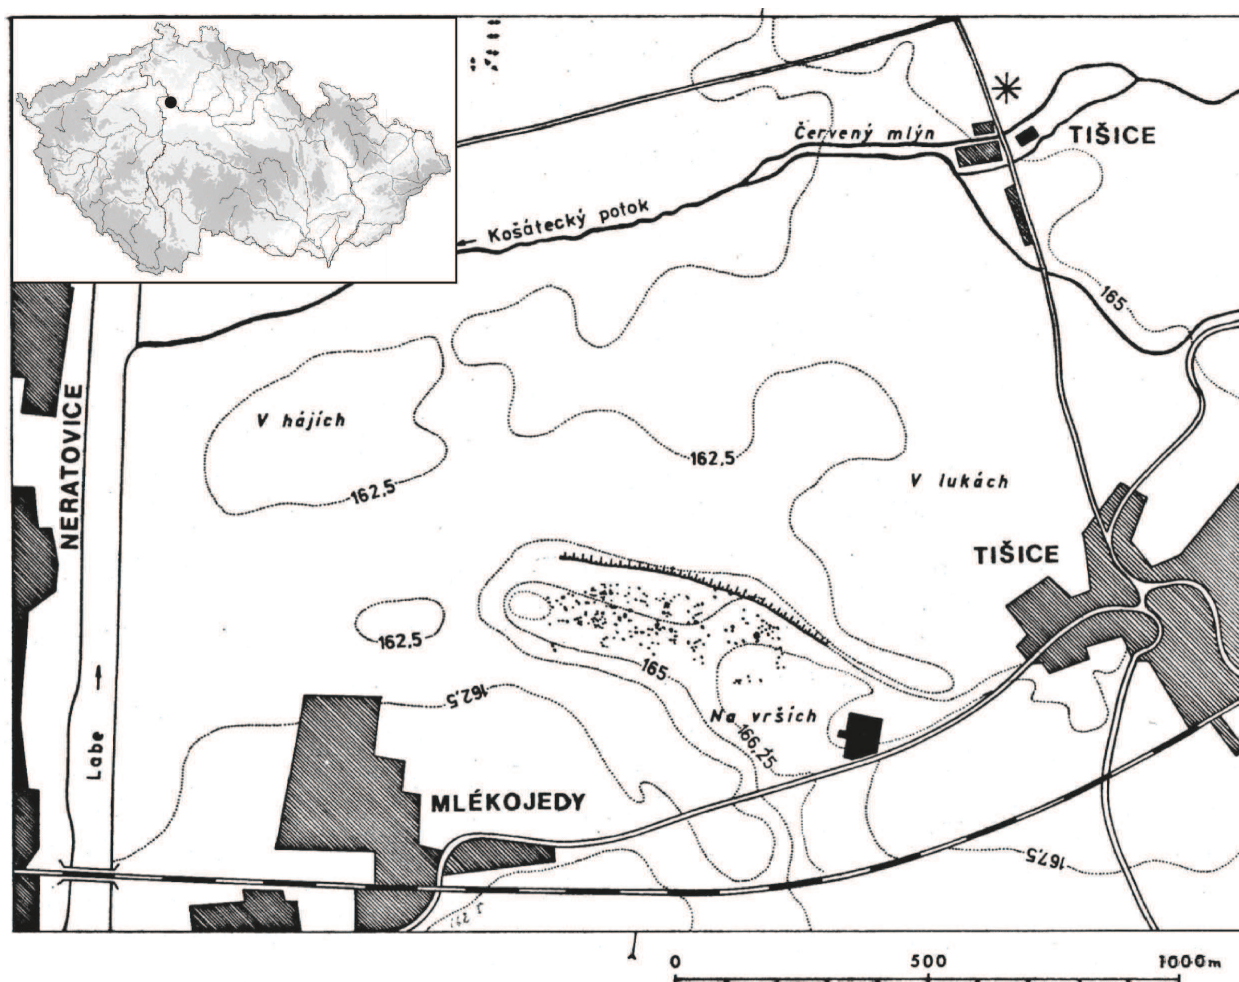 Červený mlýn
TIŠICE
Košátecký potok
165
V hájích
162,5
162,5
V lukách
NERATOVICE
TIŠICE
162,5
165
162,5
Na vrších
166,25
Labe
MLÉKOJEDY
167,5
0 500 1000m